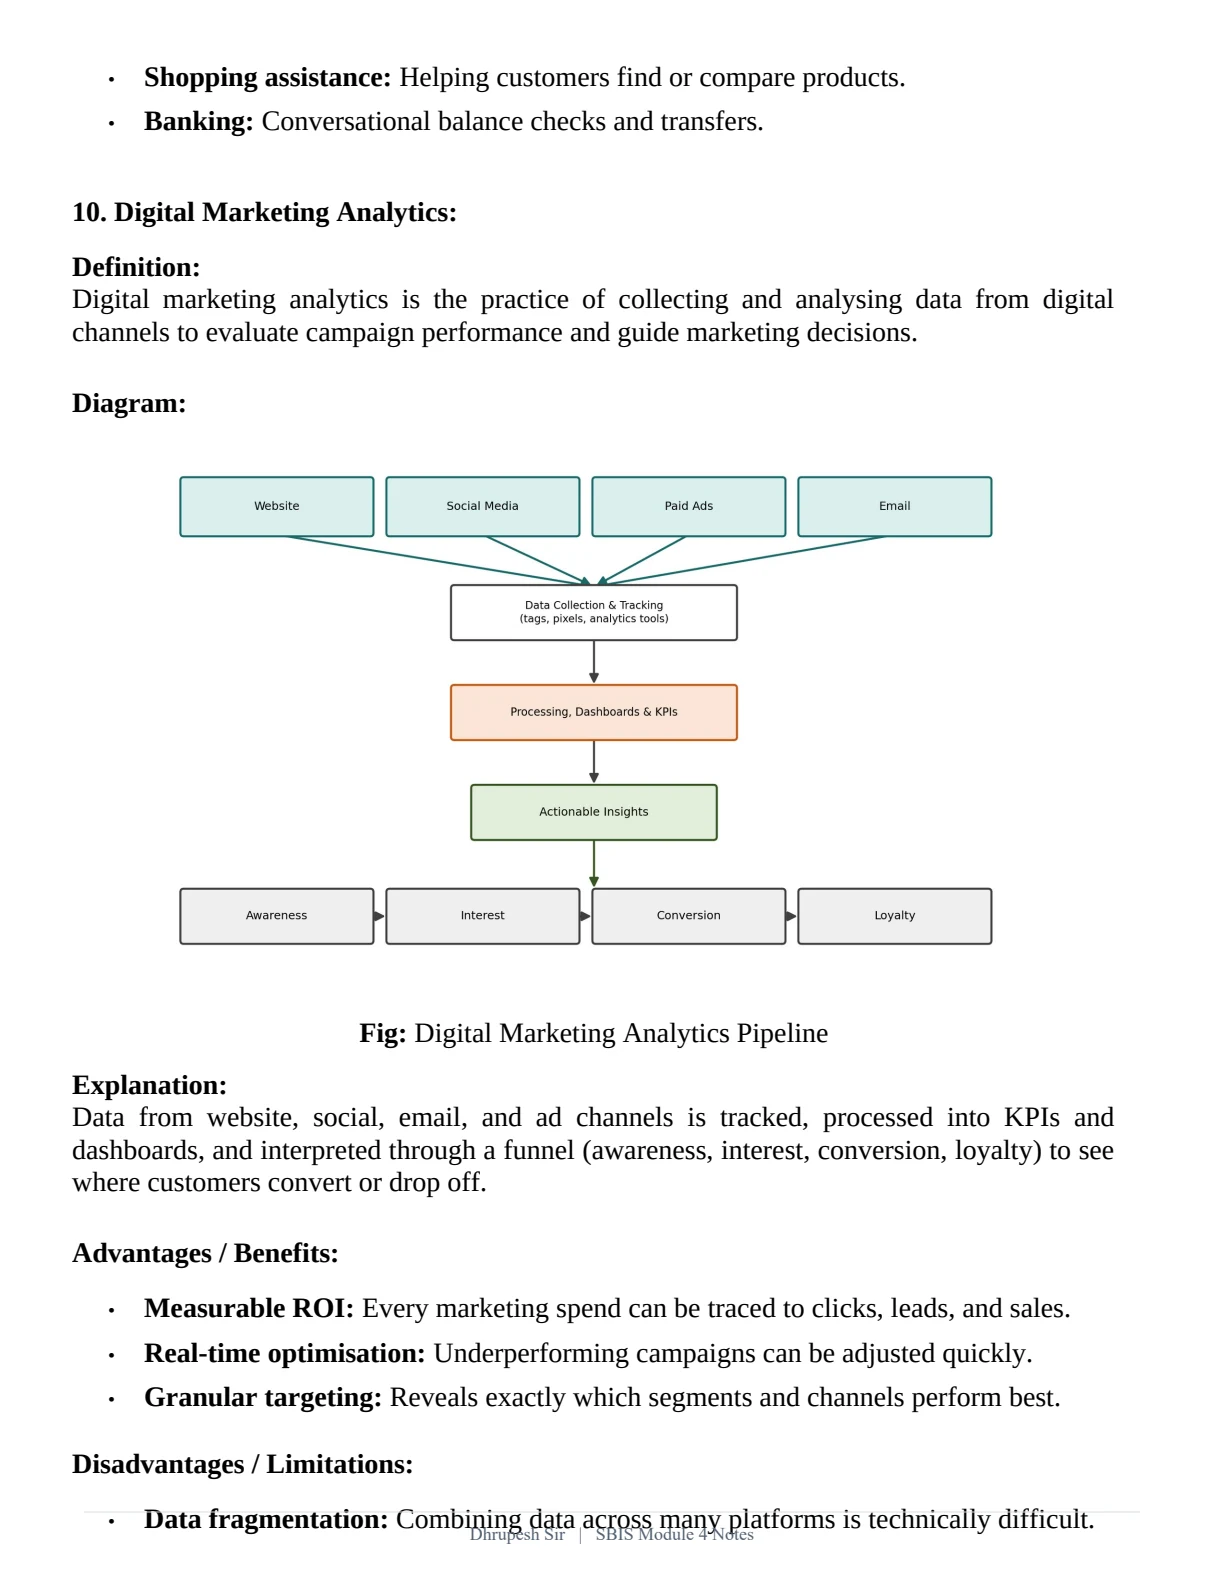 • Shopping assistance: Helping customers find or compare products.
• Banking: Conversational balance checks and transfers.
10. Digital Marketing Analytics:
Definition:
Digital marketing analytics is the practice of collecting and analysing data from digital
channels to evaluate campaign performance and guide marketing decisions.
Diagram:
Website
Social Media
Paid Ads
Email
Data Collection & Tracking
(tags, pixels, analytics tools)
Processing, Dashboards & KPIs
Actionable Insights
Awareness
Interest
Conversion
Loyalty
Fig: Digital Marketing Analytics Pipeline
Explanation:
Data from website, social, email, and ad channels is tracked, processed into KPIs and
dashboards, and interpreted through a funnel (awareness, interest, conversion, loyalty) to see
where customers convert or drop off.
Advantages / Benefits:
• Measurable ROI: Every marketing spend can be traced to clicks, leads, and sales.
• Real-time optimisation: Underperforming campaigns can be adjusted quickly.
• Granular targeting: Reveals exactly which segments and channels perform best.
Disadvantages / Limitations:
• Data fragmentation: Combining data across many platforms is technically difficult.
Dhrupesh Sir | SBIS Module 4 Notes